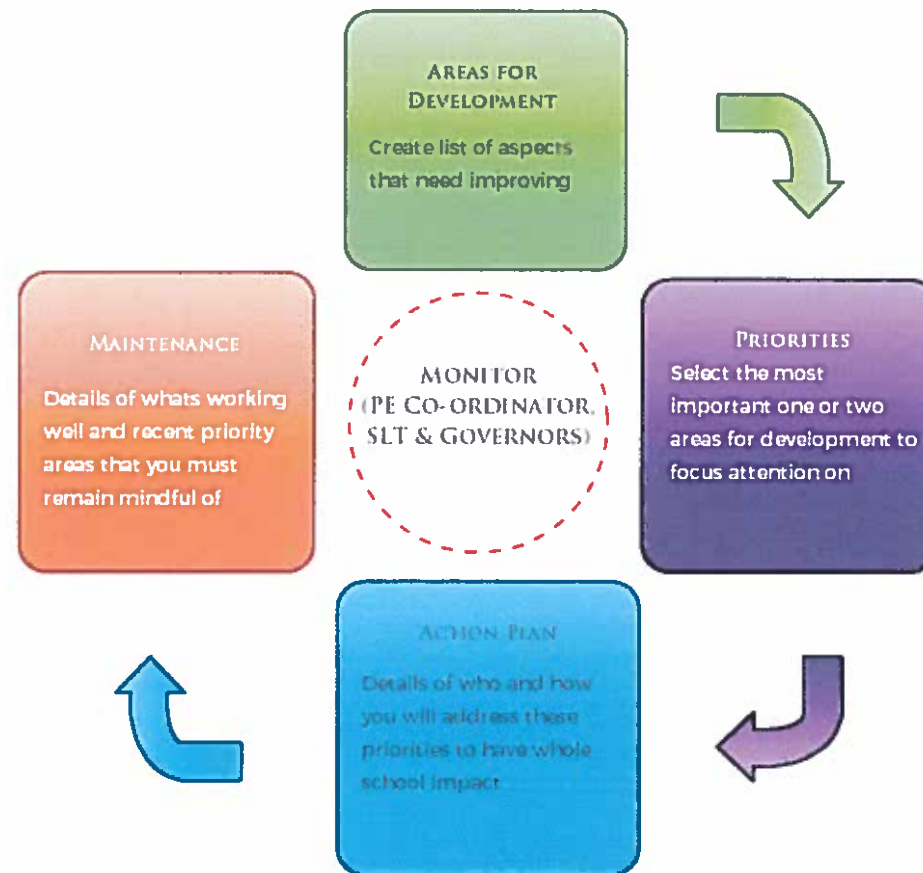 AREAS FOR
DEVELOPMENT
Create list of aspects
that need improving
PRIORITIES
Select the most
important one or two
areas for development to
focus attention on
ACTION PLAN
Details of who and how
you will address these
priorities to have whole
school impact
MAINTENANCE
Details of whats working
well and recent priority
areas that you must
remain mindful of
MONITOR
(PE CO-ORDINATOR,
SLT & GOVERNORS)